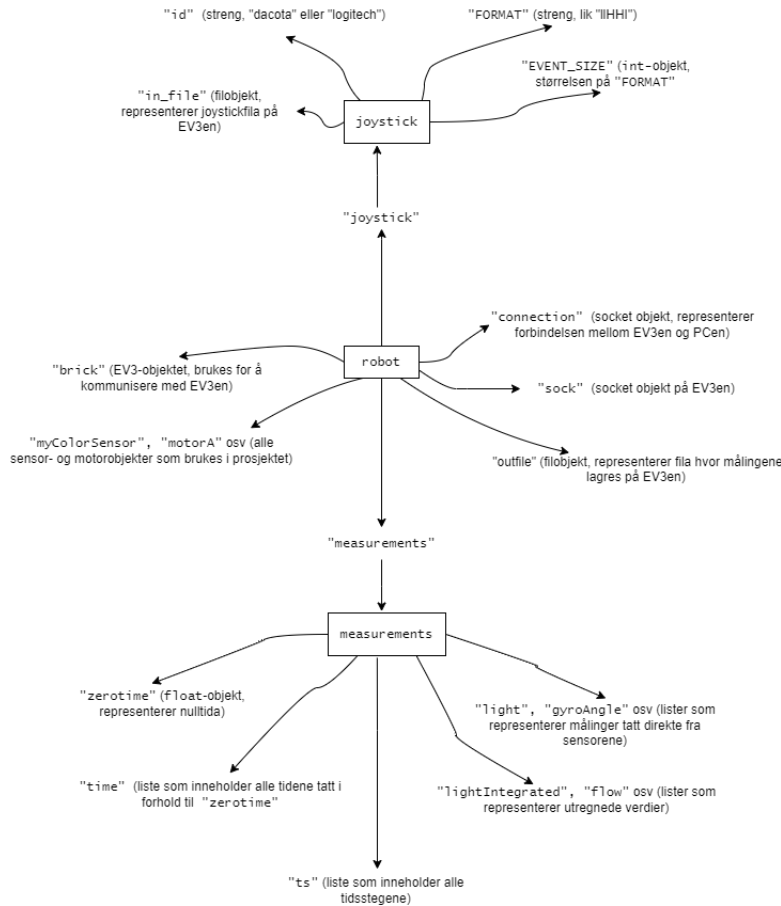 "id" (streng, "dacota" eller "logitech")
"FORMAT" (streng, lik "llHHI")
"EVENT_SIZE" (int-objekt,
størrelsen på "FORMAT"
"in_file" (filobjekt,
representerer joystickfila på
EV3en)
joystick
"joystick"
"connection" (socket objekt, representerer
forbindelsen mellom EV3en og PCen)
robot
"brick" (EV3-objektet, brukes for å
kommunisere med EV3en)
"sock" (socket objekt på EV3en)
"myColorSensor", "motorA" osv (alle
sensor- og motorobjekter som brukes i prosjektet)
"outfile" (filobjekt, representerer fila hvor målingene
lagres på EV3en)
"measurements"
measurements
"zerotime" (float-objekt,
representerer nulltida)
"light", "gyroAngle" osv (lister som
representerer målinger tatt direkte fra
sensorene)
"time" (liste som inneholder alle tidene tatt i
forhold til "zerotime"
"lightIntegrated", "flow" osv (lister som
representerer utregnede verdier)
"ts" (liste som inneholder alle
tidsstegene)